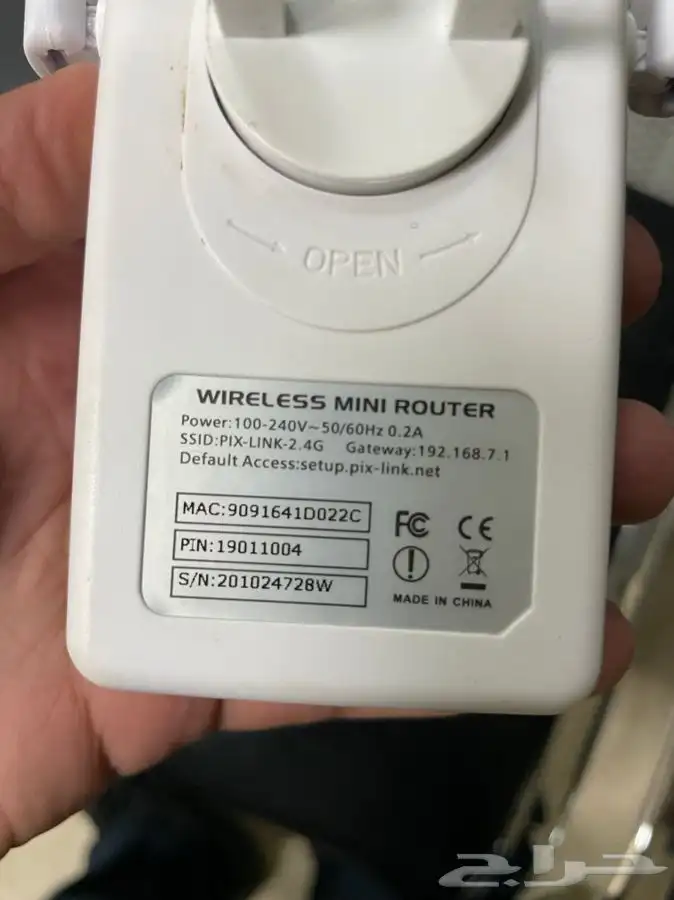 OPEN
WIRELESS MINI ROUTER
Power:100-240V~50/60Hz 0.2A
SSID:PIX-LINK-2.4G Gateway:192.168.7.1
Default Access:setup.pix-link.net
MAC:9091641D022C
PIN:19011004
S/N:201024728W
FC CE
MADE IN CHINA
حراج